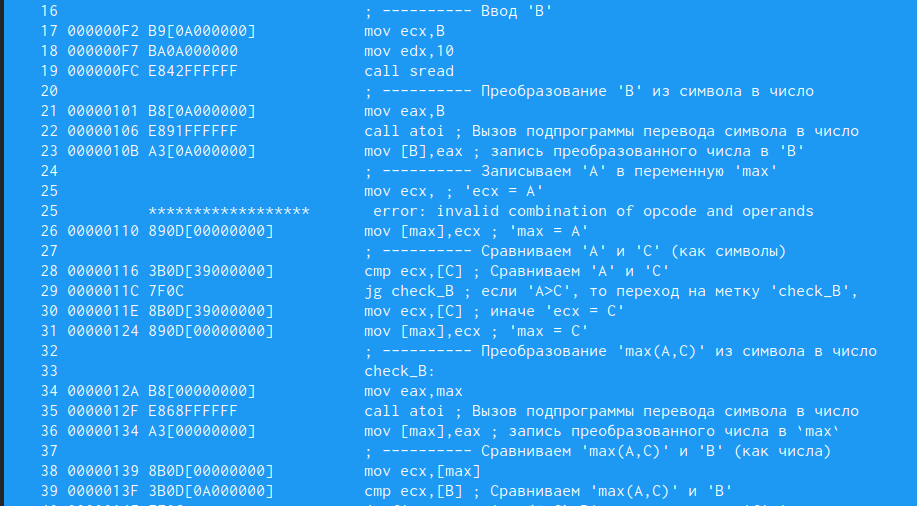 16 ; ---------- Ввод 'B'
17 000000F2 B9[0A000000] mov ecx,B
18 000000F7 BA0A000000 mov edx,10
19 000000FC E842FFFFFF call sread
20 ; ---------- Преобразование 'B' из символа в число
21 00000101 B8[0A000000] mov eax,B
22 00000106 E891FFFFFF call atoi ; Вызов подпрограммы перевода символа в число
23 0000010B A3[0A000000] mov [B],eax ; запись преобразованного числа в 'B'
24 ; ---------- Записываем 'A' в переменную 'max'
25 mov ecx, ; 'ecx = A'
25 ****************** error: invalid combination of opcode and operands
26 00000110 890D[00000000] mov [max],ecx ; 'max = A'
27 ; ---------- Сравниваем 'A' и 'C' (как символы)
28 00000116 3B0D[39000000] cmp ecx,[C] ; Сравниваем 'A' и 'C'
29 0000011C 7F0C jg check_B ; если 'A>C', то переход на метку 'check_B',
30 0000011E 8B0D[39000000] mov ecx,[C] ; иначе 'ecx = C'
31 00000124 890D[00000000] mov [max],ecx ; 'max = C'
32 ; ---------- Преобразование 'max(A,C)' из символа в число
33 check_B:
34 0000012A B8[00000000] mov eax,max
35 0000012F E868FFFFFF call atoi ; Вызов подпрограммы перевода символа в число
36 00000134 A3[00000000] mov [max],eax ; запись преобразованного числа в `max`
37 ; ---------- Сравниваем 'max(A,C)' и 'B' (как числа)
38 00000139 8B0D[00000000] mov ecx,[max]
39 0000013F 3B0D[0A000000] cmp ecx,[B] ; Сравниваем 'max(A,C)' и 'B'